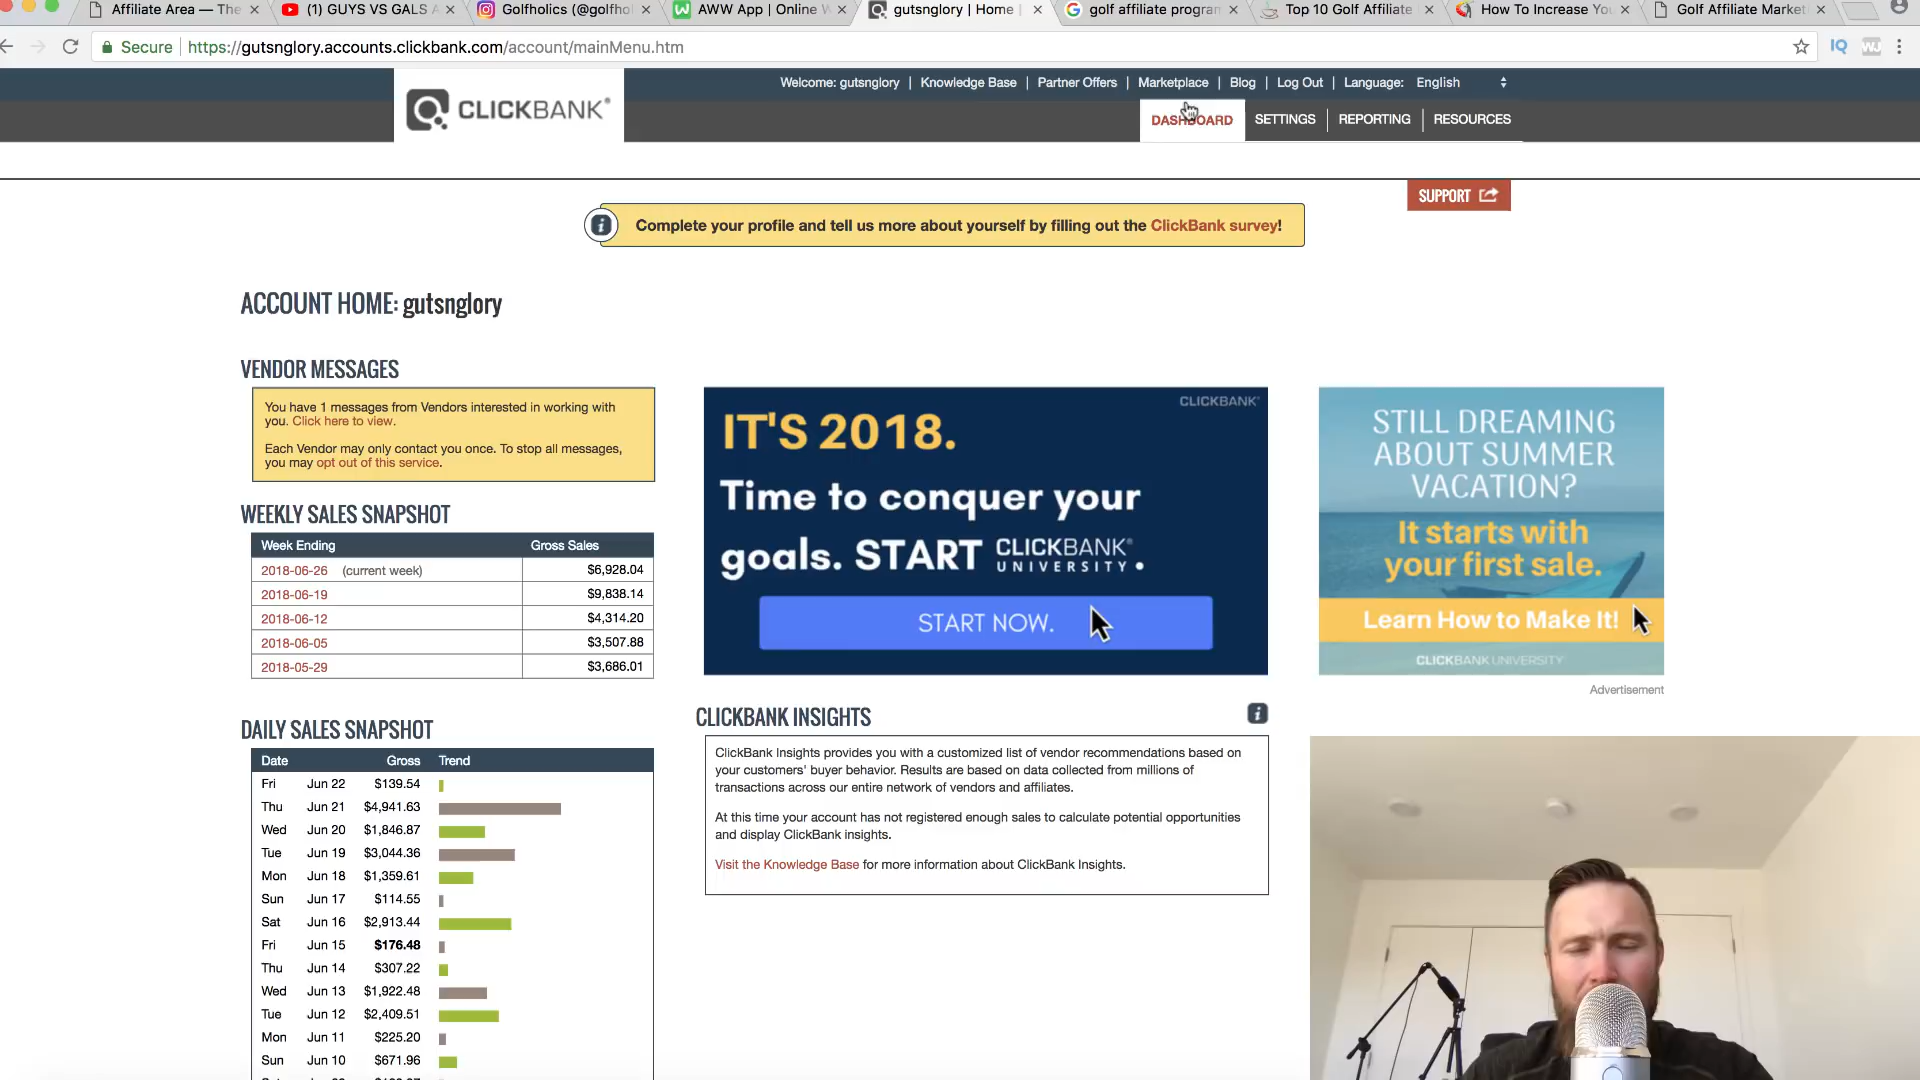 Affiliate Area — The
(1) GUYS VS GALS
Golfholics (@golfhol
AWW App | Online
gutsnglory | Home |
golf affiliate program
Top 10 Golf Affiliate
How To Increase Yo
Golf Affiliate Market
Secure | https://gutsnglory.accounts.clickbank.com/account/mainMenu.htm
Welcome: gutsnglory | Knowledge Base | Partner Offers | Marketplace | Blog | Log Out | Language: English
CLICKBANK®
DASHBOARD SETTINGS REPORTING RESOURCES
SUPPORT
Complete your profile and tell us more about yourself by filling out the ClickBank survey!
ACCOUNT HOME: gutsnglory
VENDOR MESSAGES
You have 1 messages from Vendors interested in working with
you. Click here to view.
Each Vendor may only contact you once. To stop all messages,
you may opt out of this service.
WEEKLY SALES SNAPSHOT
Week Ending Gross Sales
2018-06-26 (current week) $6,928.04
2018-06-19 $9,838.14
2018-06-12 $4,314.20
2018-06-05 $3,507.88
2018-05-29 $3,686.01
DAILY SALES SNAPSHOT
Date Gross Trend
Fri Jun 22 $139.54
Thu Jun 21 $4,941.63
Wed Jun 20 $1,846.87
Tue Jun 19 $3,044.36
Mon Jun 18 $1,359.61
Sun Jun 17 $114.55
Sat Jun 16 $2,913.44
Fri Jun 15 $176.48
Thu Jun 14 $307.22
Wed Jun 13 $1,922.48
Tue Jun 12 $2,409.51
Mon Jun 11 $225.20
Sun Jun 10 $671.96
CLICKBANK®
IT'S 2018.
Time to conquer your
goals. START CLICKBANK®
UNIVERSITY.
START NOW.
CLICKBANK INSIGHTS
ClickBank Insights provides you with a customized list of vendor recommendations based on
your customers' buyer behavior. Results are based on data collected from millions of
transactions across our entire network of vendors and affiliates.
At this time your account has not registered enough sales to calculate potential opportunities
and display ClickBank insights.
Visit the Knowledge Base for more information about ClickBank Insights.
STILL DREAMING
ABOUT SUMMER
VACATION?
It starts with
your first sale.
Learn How to Make It!
CLICKBANK UNIVERSITY
Advertisement